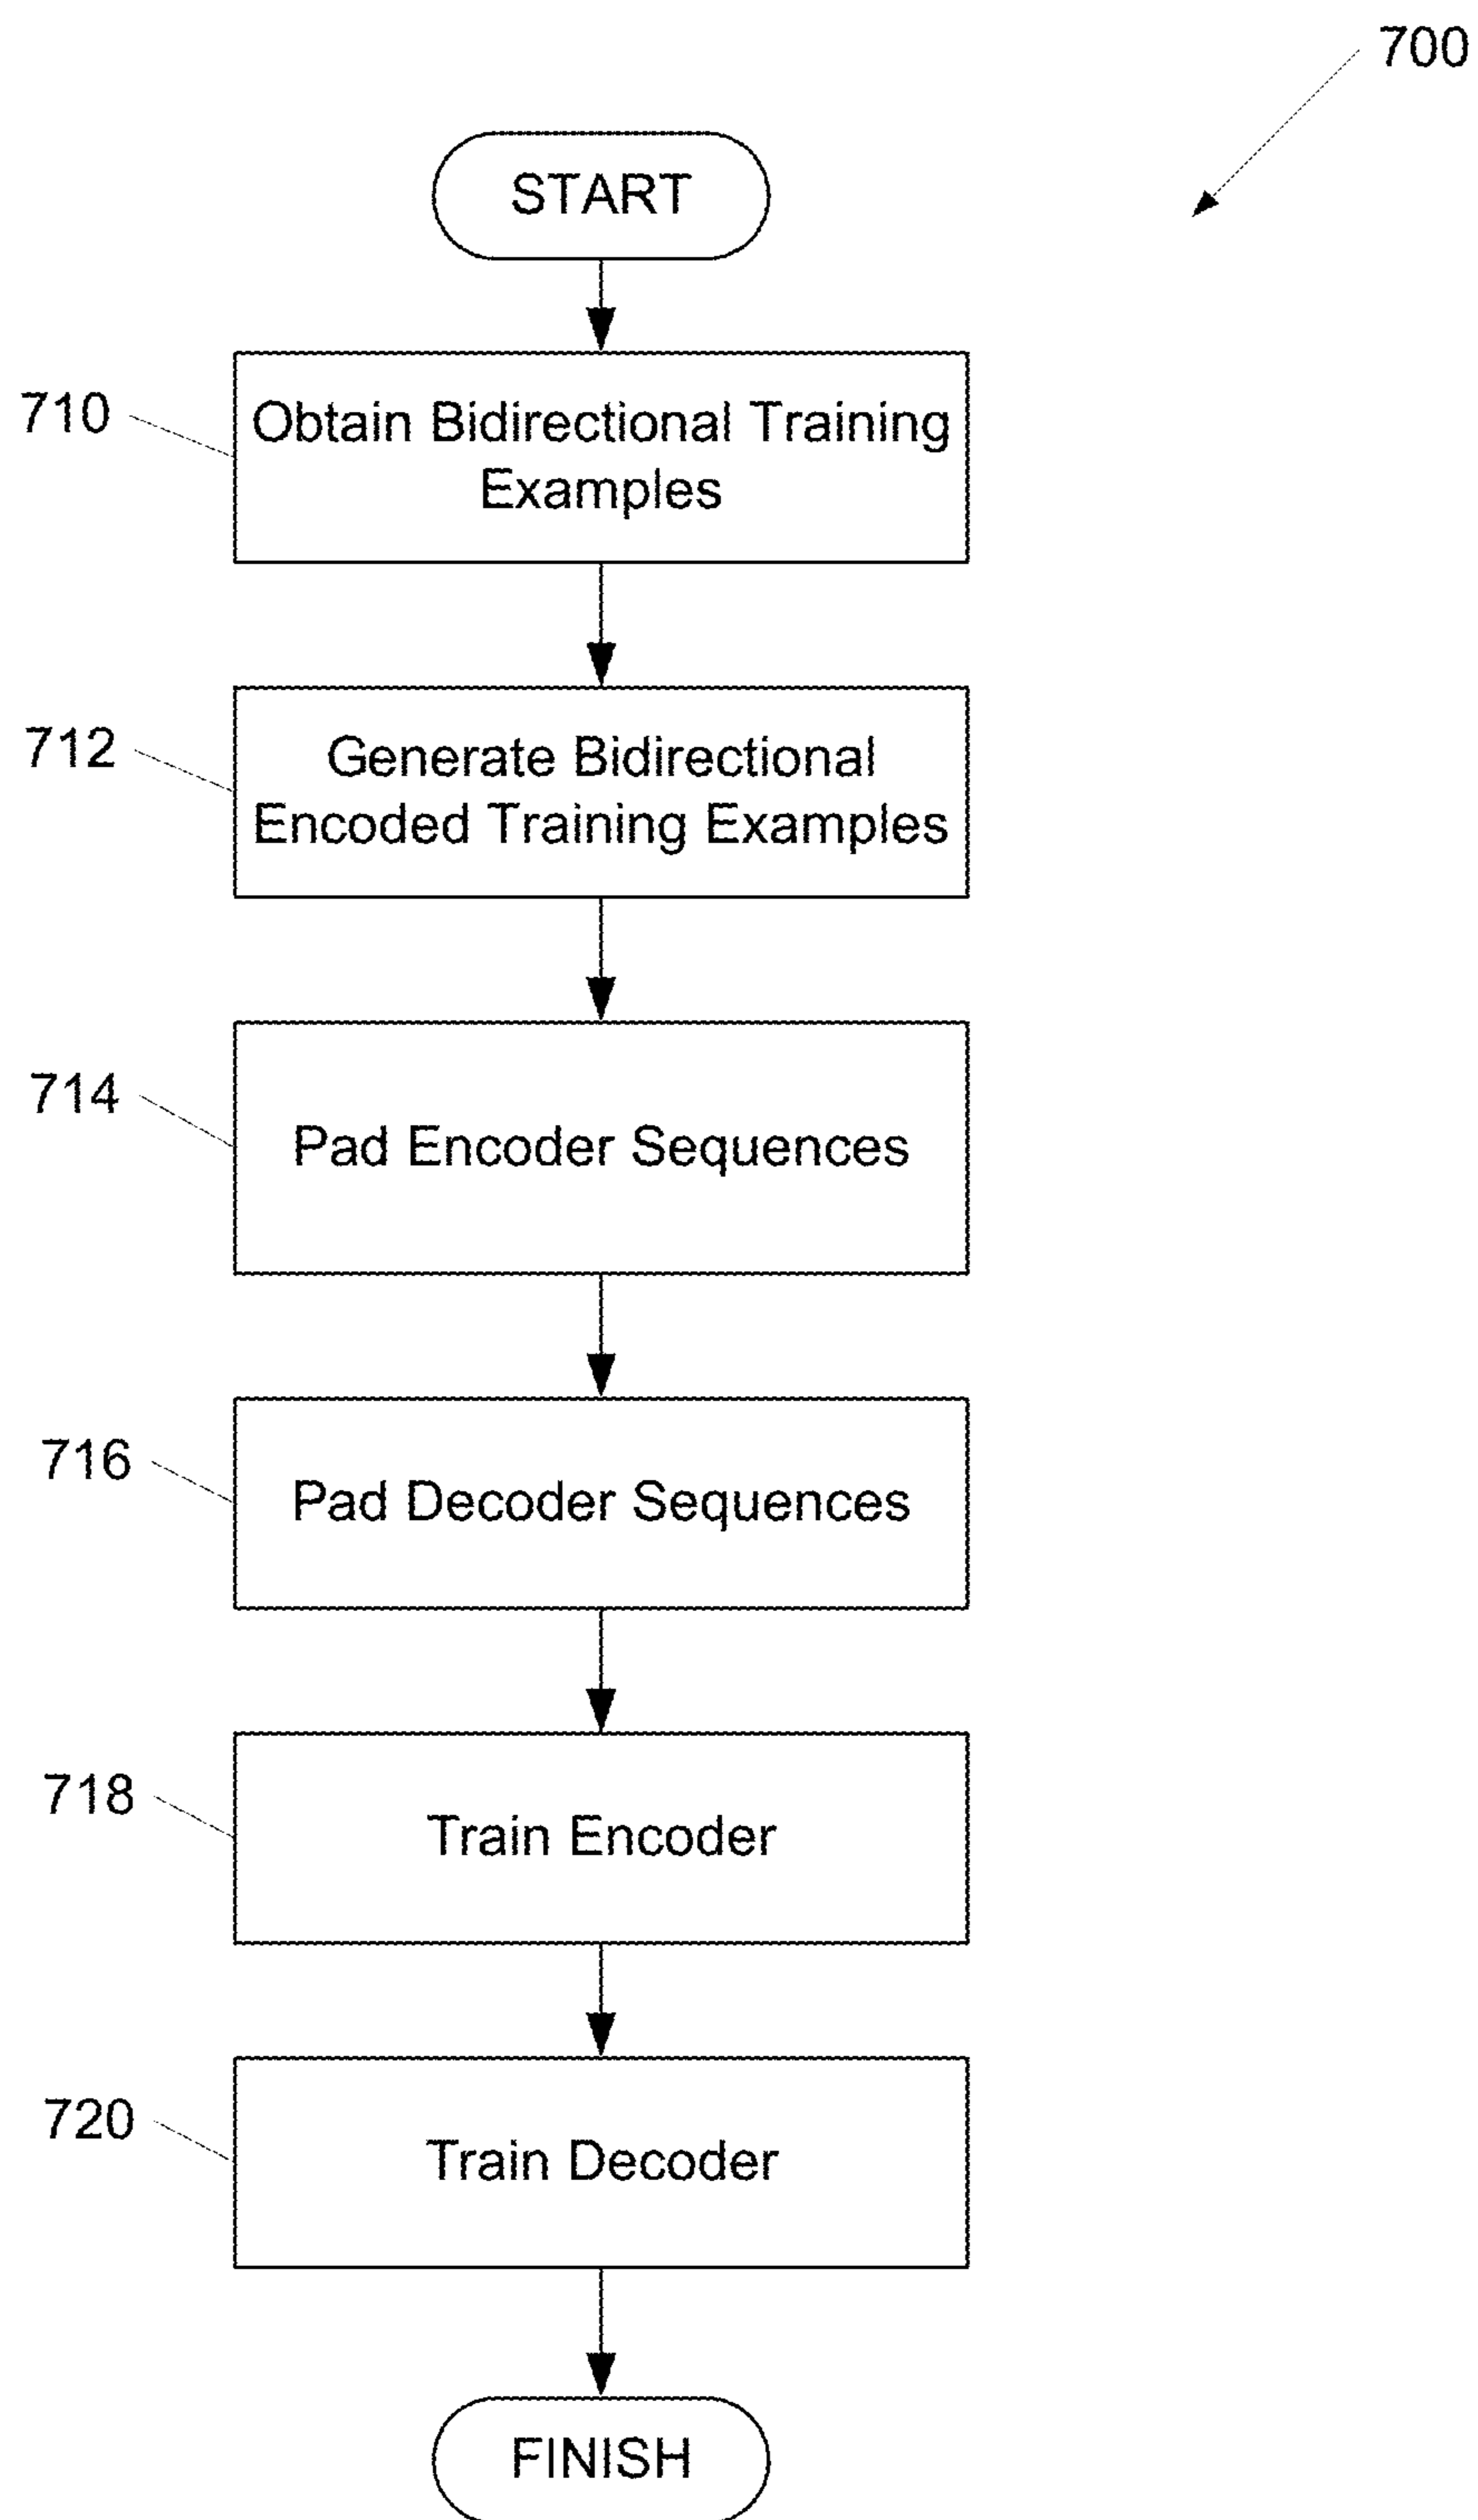 700
START
710
Obtain Bidirectional Training
Examples
712
Generate Bidirectional
Encoded Training Examples
714
Pad Encoder Sequences
716
Pad Decoder Sequences
718
Train Encoder
720
Train Decoder
FINISH